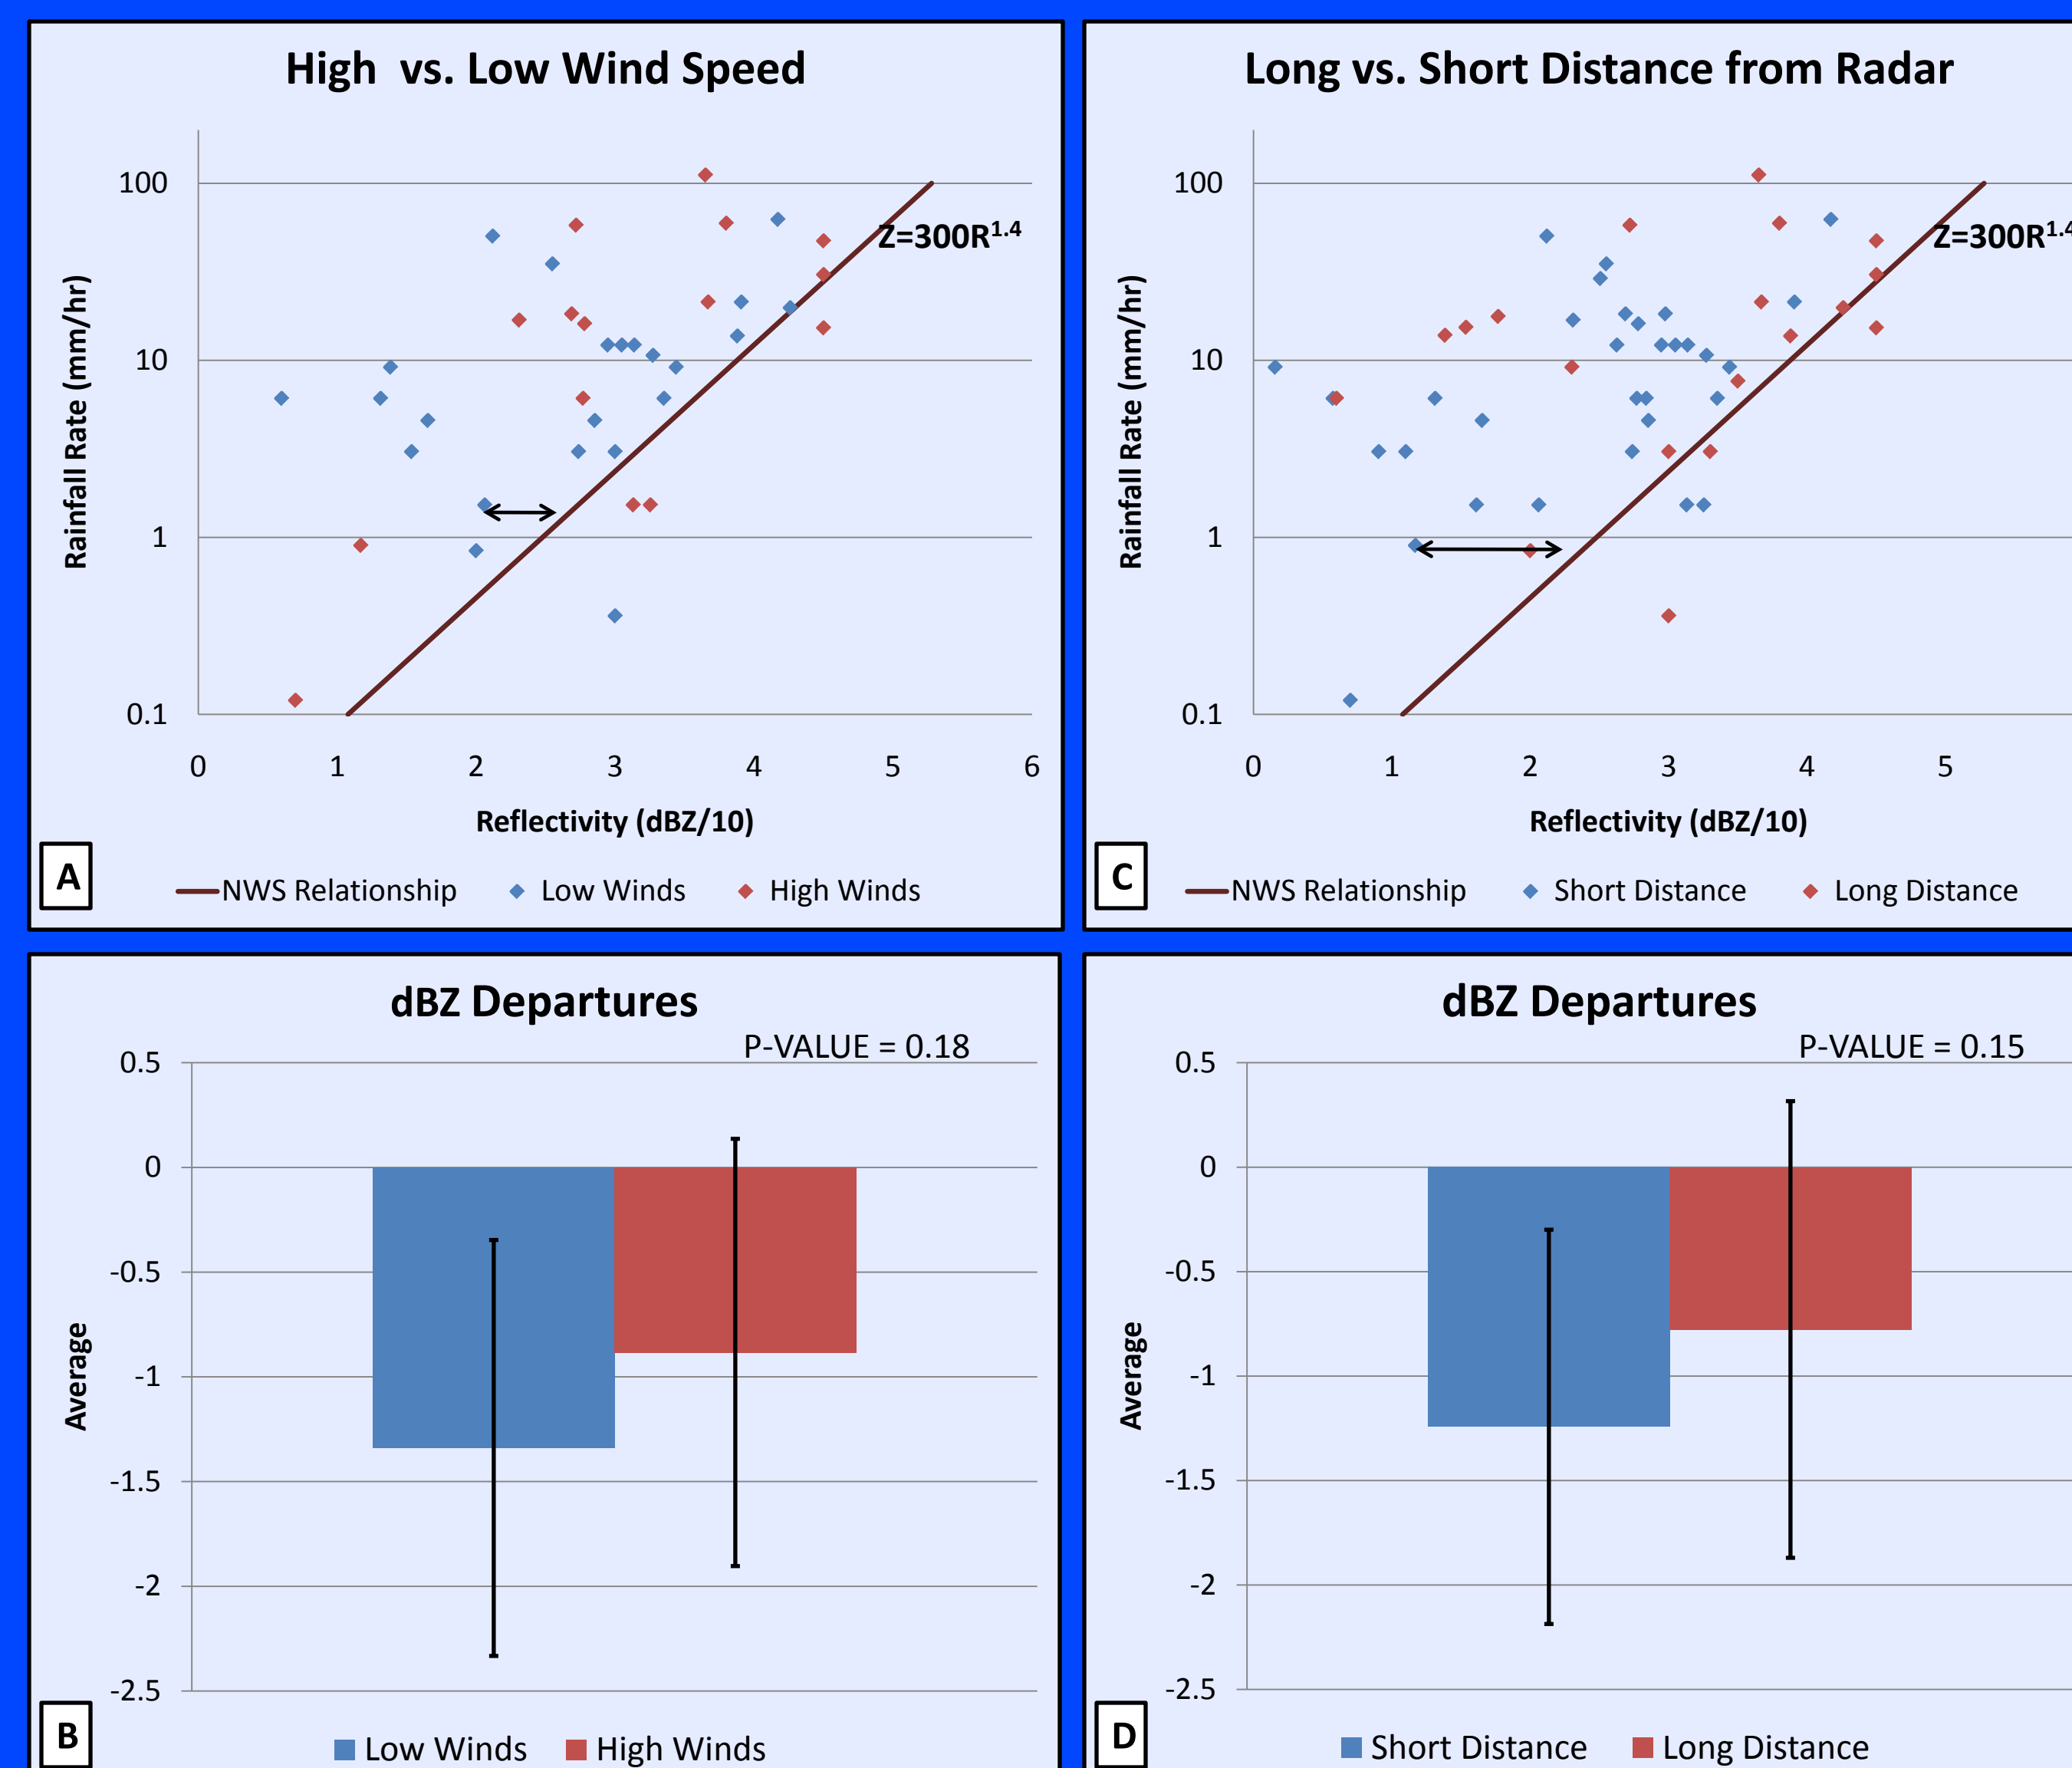 High vs. Low Wind Speed
100
10
1
0.1
Rainfall Rate (mm/hr)
Z=300R^1.4
0 1 2 3 4 5 6
Reflectivity (dBZ/10)
A
NWS Relationship Low Winds High Winds
Long vs. Short Distance from Radar
100
10
1
0.1
Rainfall Rate (mm/hr)
Z=300R^1.4
0 1 2 3 4 5
Reflectivity (dBZ/10)
C
NWS Relationship Short Distance Long Distance
dBZ Departures
P-VALUE = 0.18
0.5
0
-0.5
-1
-1.5
-2
-2.5
Average
B
Low Winds High Winds
dBZ Departures
P-VALUE = 0.15
0.5
0
-0.5
-1
-1.5
-2
-2.5
Average
D
Short Distance Long Distance